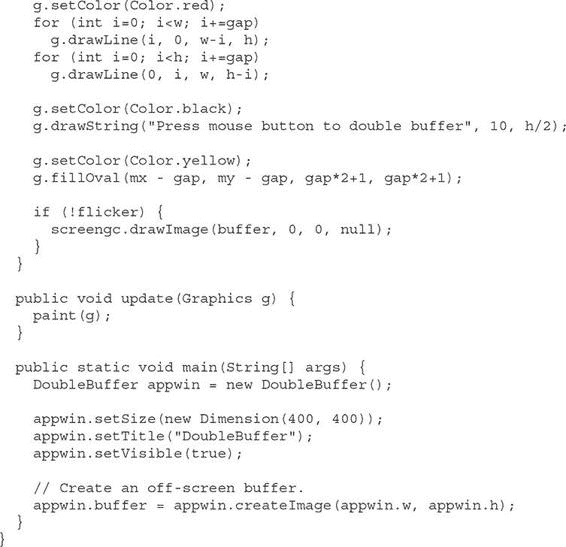 g.setColor(Color.red);
for (int i=0; i<w; i+=gap)
g.drawLine(i, 0, w-i, h);
for (int i=0; i<h; i+=gap)
g.drawLine(0, i, w, h-i);
g.setColor(Color.black);
g.drawString("Press mouse button to double buffer", 10, h/2);
g.setColor(Color.yellow);
g.fillOval(mx - gap, my - gap, gap*2+1, gap*2+1);
if (!flicker) {
screengc.drawImage(buffer, 0, 0, null);
}
}
public void update(Graphics g) {
paint(g);
}
public static void main(String[] args) {
DoubleBuffer appwin = new DoubleBuffer();
appwin.setSize(new Dimension(400, 400));
appwin.setTitle("DoubleBuffer");
appwin.setVisible(true);
// Create an off-screen buffer.
appwin.buffer = appwin.createImage(appwin.w, appwin.h);
}
}